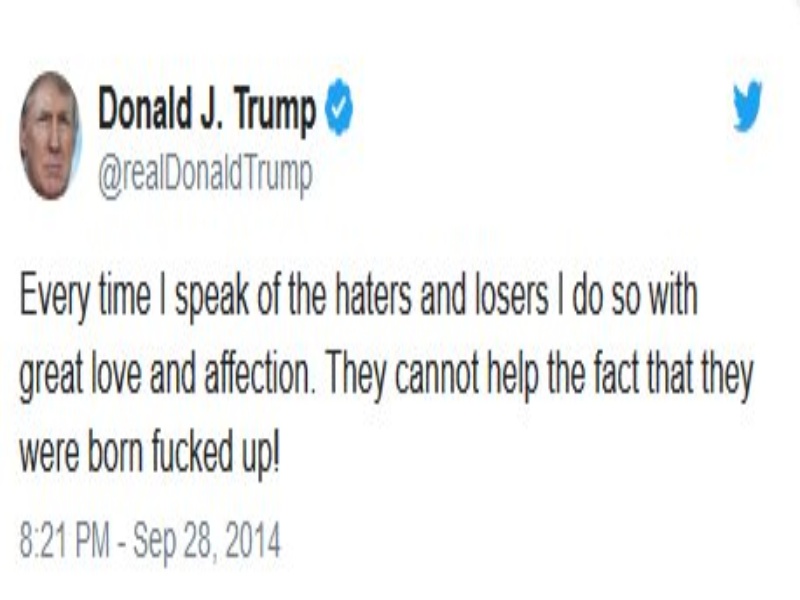 Donald J. Trump
@realDonaldTrump
Every time I speak of the haters and losers I do so with
great love and affection. They cannot help the fact that they
were born fucked up!
8:21 PM - Sep 28, 2014